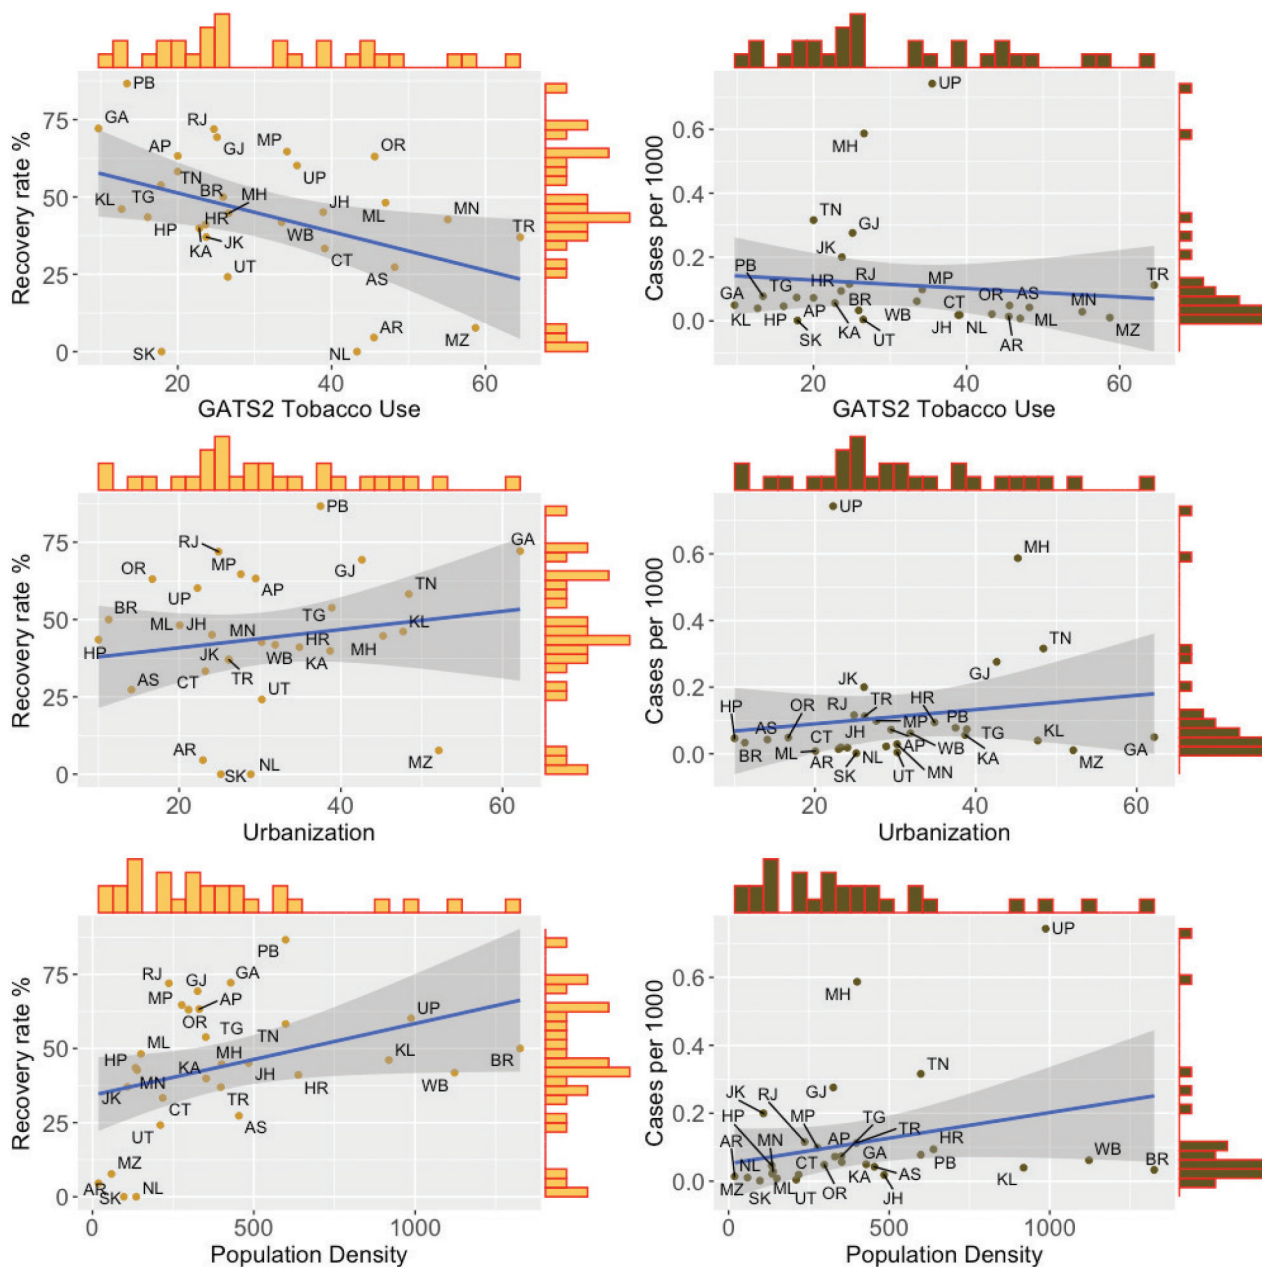 PB
GA
RJ
GJ
AP
MP
OR
TN
UP
BR
MH
TG
KL
JH
ML
MN
HP
HR
WB
TR
KA
JK
CT
UT
AS
AR
MZ
SK
NL
75
50
25
0
Recovery rate %
20 40 60
GATS2 Tobacco Use
UP
MH
TN
GJ
JK
PB
TG
HR
RJ
MP
TR
GA
BR
CT
OR
AS
MN
KL
HP
AP
KA
WB
JH
NL
ML
MZ
SK
UT
AR
0.6
0.4
0.2
0.0
Cases per 1000
20 40 60
GATS2 Tobacco Use
PB
RJ
GA
MP
GJ
OR
AP
UP
TN
BR
TG
ML
JH
MN
HR
KL
HP
JK
WB
KA
MH
CT
TR
AS
UT
AR
MZ
SK
NL
75
50
25
0
Recovery rate %
20 40 60
Urbanization
UP
MH
TN
GJ
JK
HP
OR
RJ
TR
HR
AS
CT
JH
MP
PB
TG
KL
GA
BR
ML
AR
NL
AP
WB
KA
MZ
SK
UT
MN
0.6
0.4
0.2
0.0
Cases per 1000
20 40 60
Urbanization
PB
RJ
GJ
GA
MP
AP
OR
TG
TN
UP
ML
MH
HP
KA
JH
KL
BR
MN
HR
WB
JK
CT
TR
AS
UT
MZ
AR
SK
NL
75
50
25
0
Recovery rate %
0 500 1000
Population Density
UP
MH
TN
JK
RJ
GJ
HP
MP
TG
AR
MN
AP
TR
HR
NL
CT
GA
PB
WB
BR
MZ
SK
ML
UT
OR
KA
AS
JH
KL
0.6
0.4
0.2
0.0
Cases per 1000
0 500 1000
Population Density